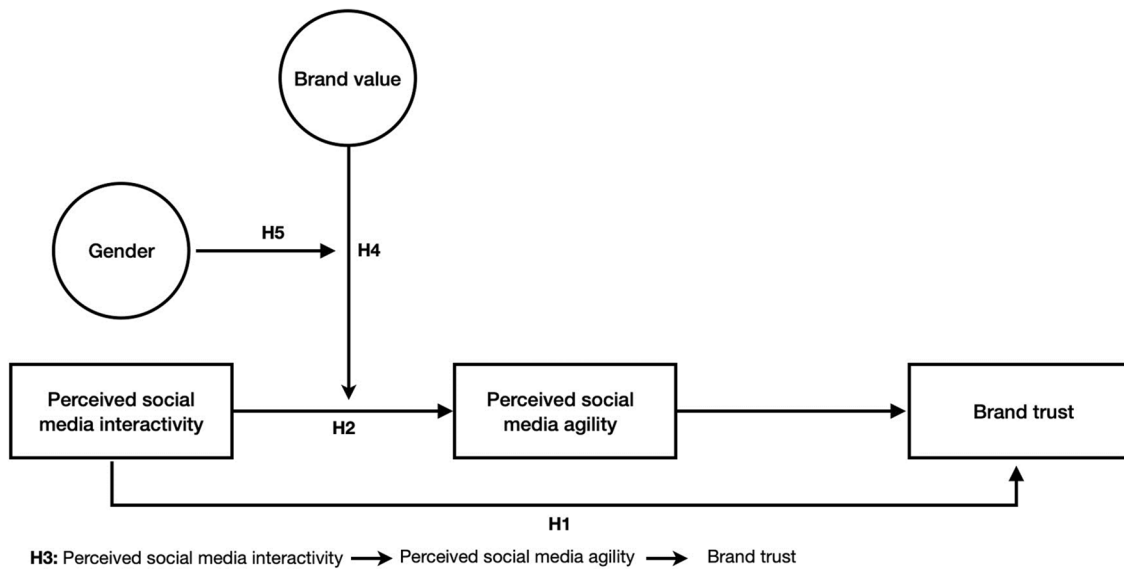 Brand value
Gender
H5
H4
Perceived social
media interactivity
H2
Perceived social
media agility
Brand trust
H1
H3: Perceived social media interactivity Perceived social media agility Brand trust